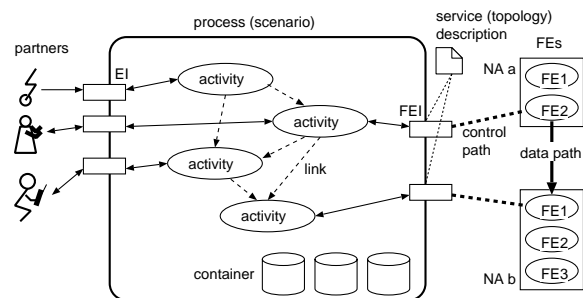 process (scenario)
service (topology)
description
partners
FEs
EI
activity
NA a
FE1
FE2
FEI
activity
control
path
data path
activity
link
activity
FE1
FE2
FE3
container
NA b